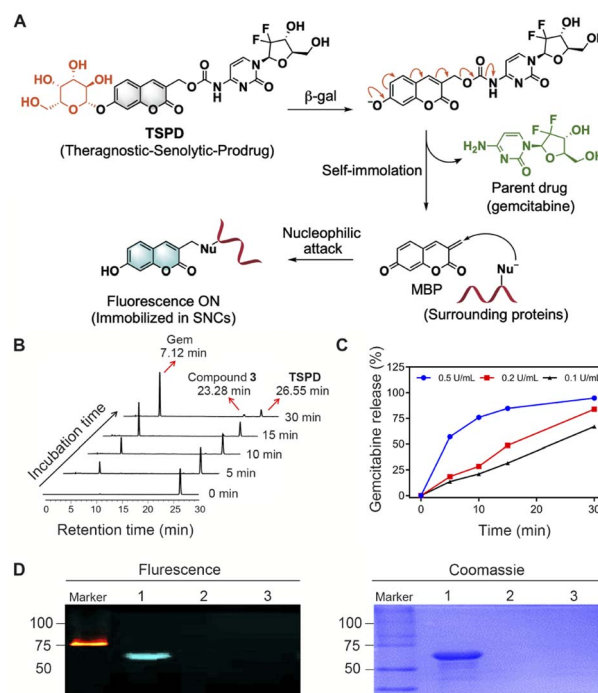 A
HO OH
HO
HO
O
O
O
O
O
O
N
H
N
N
O
F
F
O
OH
OH
β-gal
TSPD
(Theragnostic-Senolytic-Prodrug)
Self-immolation
H₂N
Parent drug
(gemcitabine)
Nucleophilic
attack
Nu
HO
O
O
Fluorescence ON
(Immobilized in SNCs)
O
O
O
MBP
Nu⁻
(Surrounding proteins)
B
Gem
7.12 min
Compound 3
23.28 min
TSPD
26.55 min
Incubation time
30 min
15 min
10 min
5 min
0 min
0 5 10 15 20 25 30
Retention time (min)
C
0.5 U/mL 0.2 U/mL 0.1 U/mL
Gemcitabine release (%)
125
100
75
50
25
0
0 10 20 30
Time (min)
D
Flurescence
Marker 1 2 3
100
75
50
Coomassie
Marker 1 2 3
100
75
50